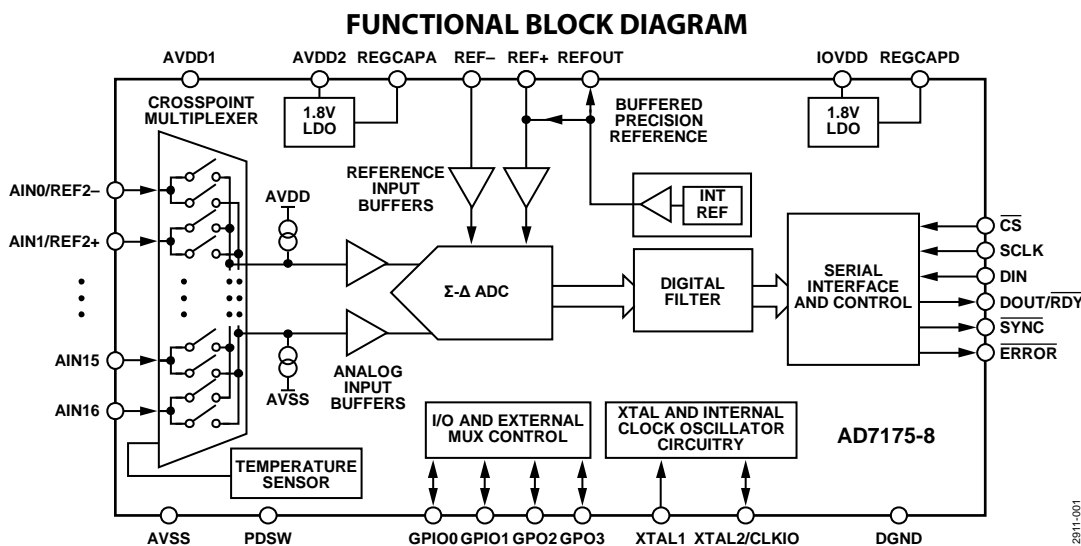 FUNCTIONAL BLOCK DIAGRAM
AVDD1
AVDD2
REGCAPA
REF–
REF+
REFOUT
IOVDD
REGCAPD
CROSSPOINT
MULTIPLEXER
1.8V
LDO
BUFFERED
PRECISION
REFERENCE
1.8V
LDO
AIN0/REF2–
AIN1/REF2+
AIN15
AIN16
AVDD
REFERENCE
INPUT
BUFFERS
INT
REF
Σ-Δ ADC
DIGITAL
FILTER
SERIAL
INTERFACE
AND CONTROL
CS
SCLK
DIN
DOUT/RDY
SYNC
ERROR
AVSS
ANALOG
INPUT
BUFFERS
I/O AND EXTERNAL
MUX CONTROL
XTAL AND INTERNAL
CLOCK OSCILLATOR
CIRCUITRY
AD7175-8
TEMPERATURE
SENSOR
AVSS
PDSW
GPIO0
GPIO1
GPO2
GPO3
XTAL1
XTAL2/CLKIO
DGND
2911-001